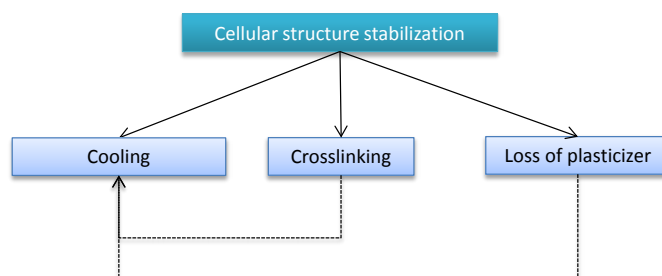 Cellular structure stabilization
Cooling
Crosslinking
Loss of plasticizer